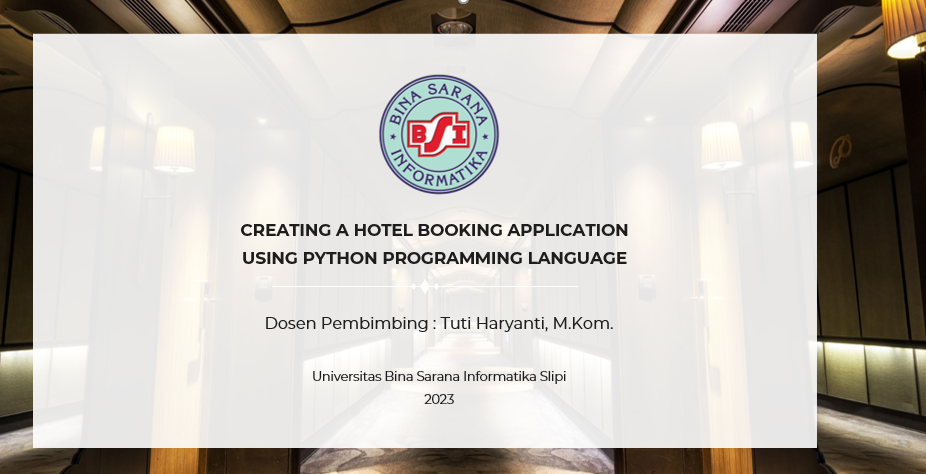 BINA SARANA
BSI
INFORMATIKA
CREATING A HOTEL BOOKING APPLICATION
USING PYTHON PROGRAMMING LANGUAGE
Dosen Pembimbing : Tuti Haryanti, M.Kom.
Universitas Bina Sarana Informatika Slipi
2023